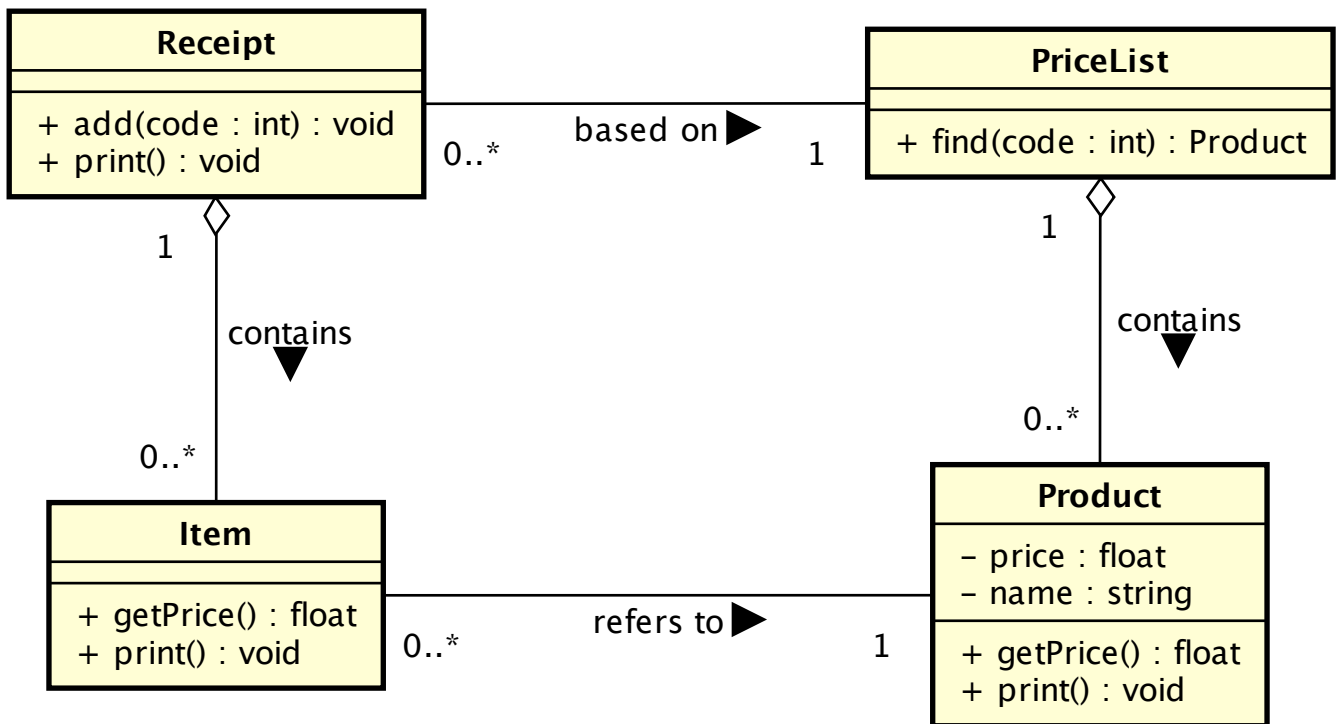 Receipt
+ add(code : int) : void
+ print() : void
PriceList
+ find(code : int) : Product
based on
0..*
1
1
contains
0..*
1
contains
0..*
Item
+ getPrice() : float
+ print() : void
refers to
0..*
1
Product
– price : float
– name : string
+ getPrice() : float
+ print() : void